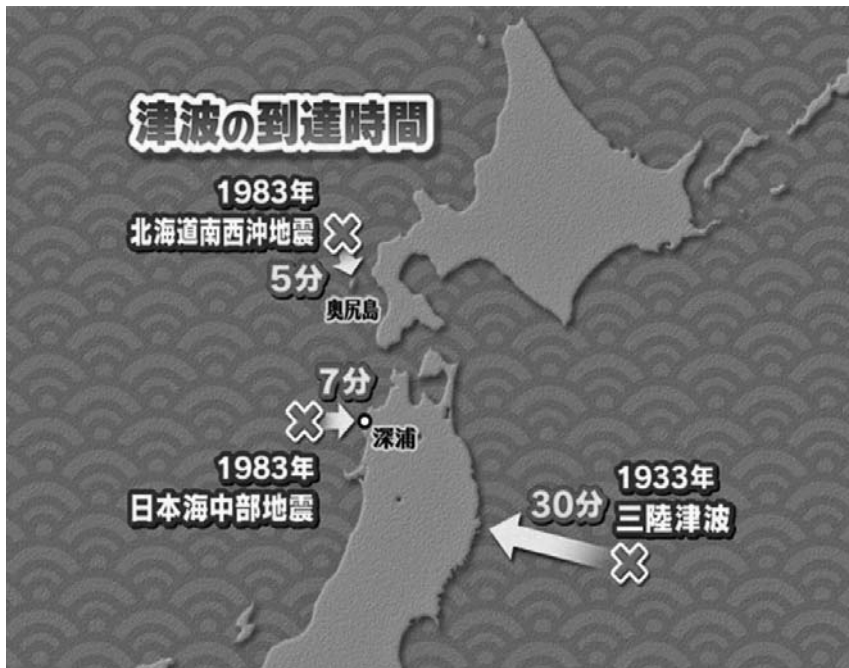 津波の到達時間
1983年
北海道南西沖地震
5分
奥尻島
7分
深浦
1983年
日本海中部地震
1933年
30分
三陸津波